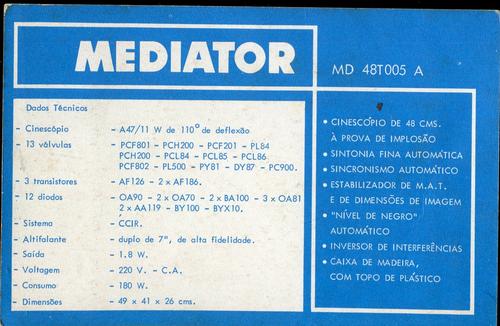 MEDIATOR
MD 48T005 A
Dados Técnicos
- Cinescópio - A47/11 W de 110° de deflexão
- 13 válvulas - PCF801 - PCH200 - PCF201 - PL84
PCH200 - PCL84 - PCL85 - PCL86
PCF802 - PL500 - PY81 - DY87 - PC900.
- 3 transistores - AF126 - 2 x AF186.
- 12 diodos - OA90 - 2 x OA70 - 2 x BA100 - 3 x OA81
2 x AA119 - BY100 - BYX10.
- Sistema - CCIR.
- Altifalante - duplo de 7", de alta fidelidade.
- Saída - 1.8 W.
- Voltagem - 220 V. - C.A.
- Consumo - 180 W.
- Dimensões - 49 x 41 x 26 cms.
• CINESCÓPIO DE 48 CMS.
À PROVA DE IMPLOSÃO
• SINTONIA FINA AUTOMÁTICA
• SINCRONISMO AUTOMÁTICO
• ESTABILIZADOR DE M.A.T.
E DE DIMENSÕES DE IMAGEM
• "NÍVEL DE NEGRO"
AUTOMÁTICO
• INVERSOR DE INTERFERÊNCIAS
• CAIXA DE MADEIRA,
COM TOPO DE PLÁSTICO